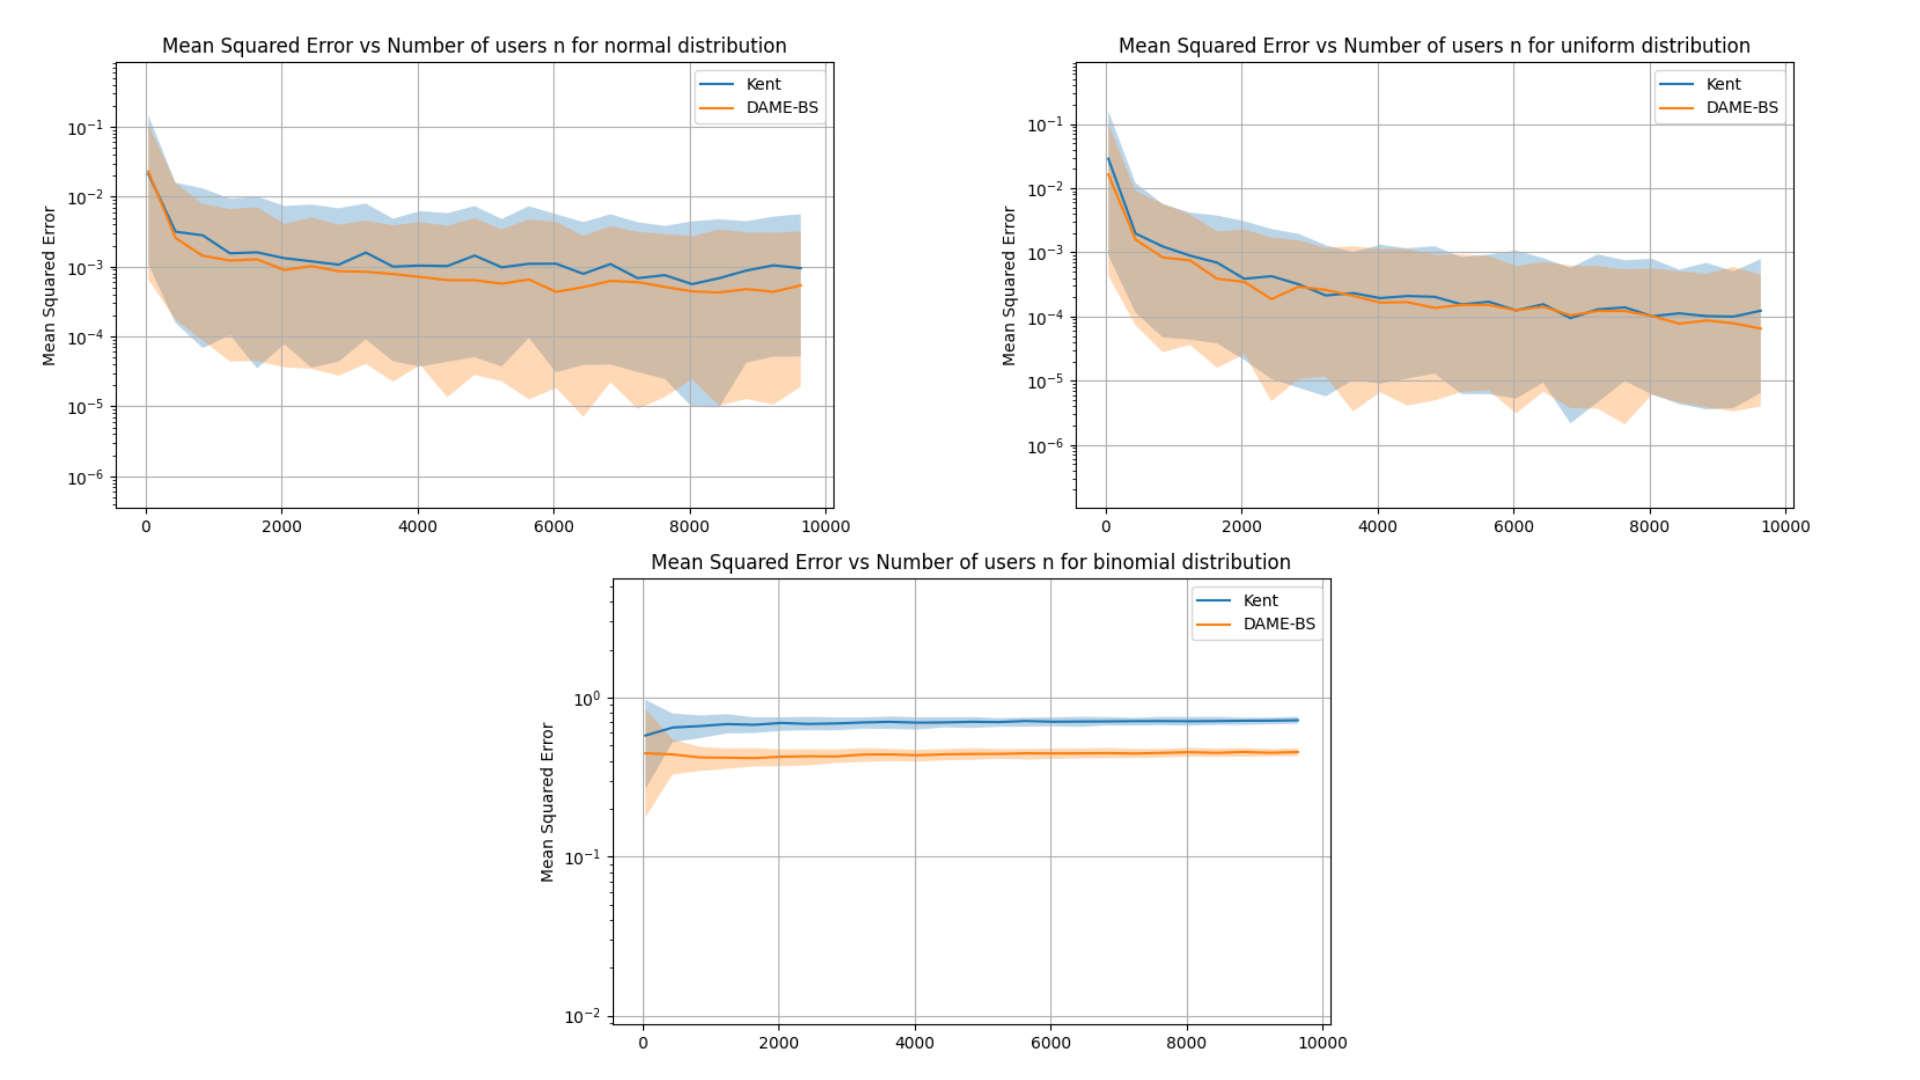 Mean Squared Error vs Number of users n for normal distribution
Kent
DAME-BS
Mean Squared Error
10⁻¹
10⁻²
10⁻³
10⁻⁴
10⁻⁵
10⁻⁶
0 2000 4000 6000 8000 10000
Mean Squared Error vs Number of users n for uniform distribution
Kent
DAME-BS
Mean Squared Error
10⁻¹
10⁻²
10⁻³
10⁻⁴
10⁻⁵
10⁻⁶
0 2000 4000 6000 8000 10000
Mean Squared Error vs Number of users n for binomial distribution
Kent
DAME-BS
Mean Squared Error
10⁰
10⁻¹
10⁻²
0 2000 4000 6000 8000 10000